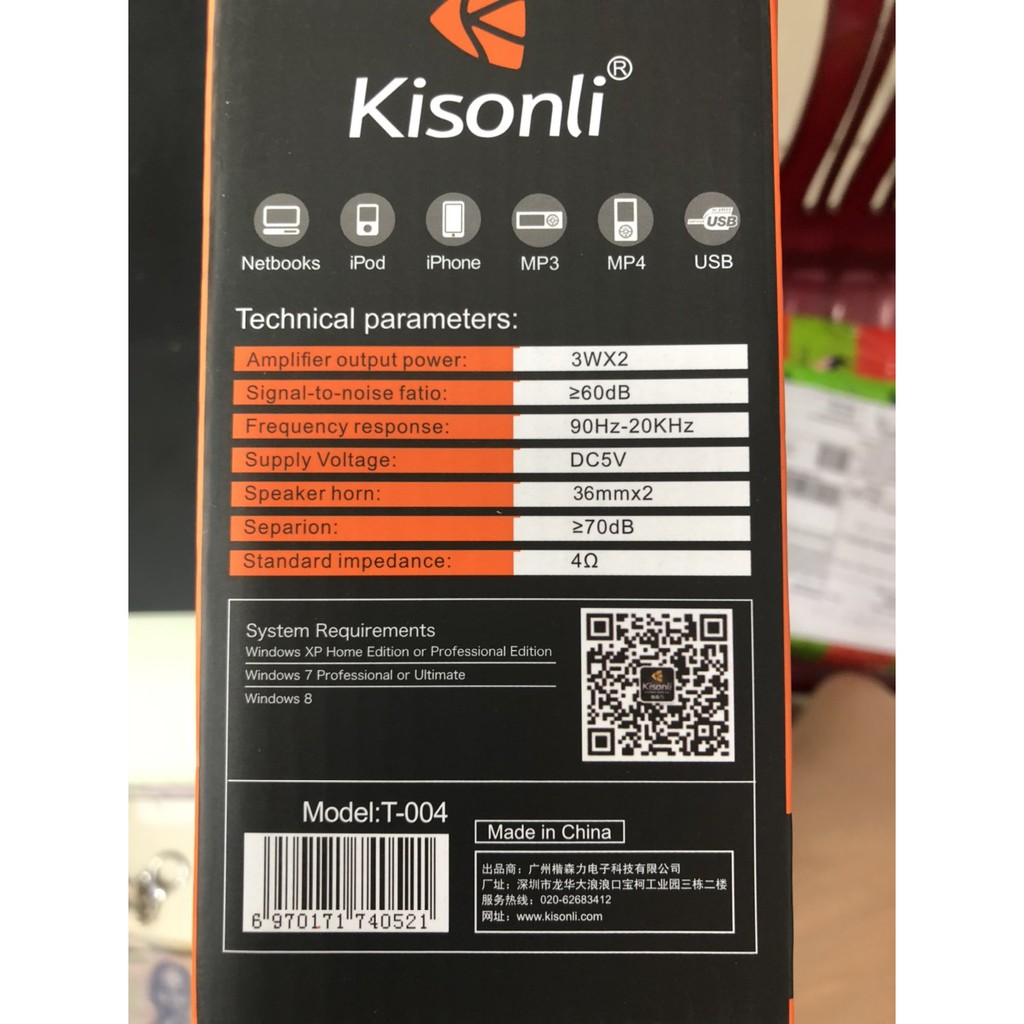 Kisonli®
Netbooks iPod iPhone MP3 MP4 USB
USB
Technical parameters:
Amplifier output power: 3WX2
Signal-to-noise fatio: ≥60dB
Frequency response: 90Hz-20KHz
Supply Voltage: DC5V
Speaker horn: 36mmx2
Separion: ≥70dB
Standard impedance: 4Ω
System Requirements
Windows XP Home Edition or Professional Edition
Windows 7 Professional or Ultimate
Windows 8
Kisonli
Model:T-004
Made in China
6 970171 740521
出品商：广州楷森力电子科技有限公司
厂址：深圳市龙华大浪浪口宝柯工业园三栋二楼
服务热线：020-62683412
网址：www.kisonli.com